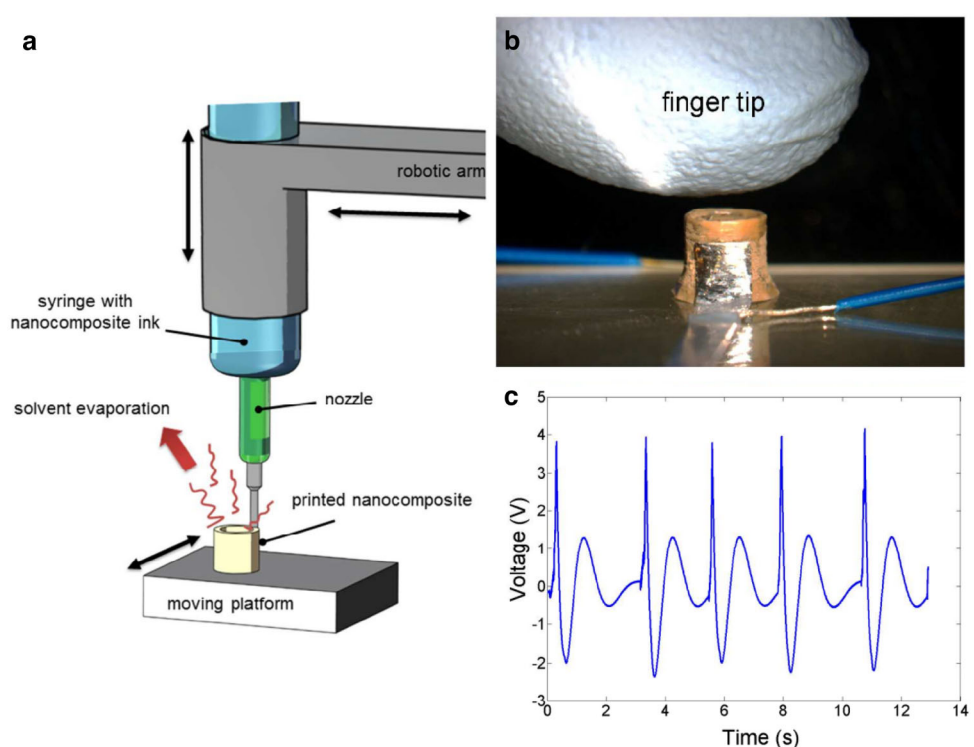 a
robotic arm
syringe with
nanocomposite ink
nozzle
solvent evaporation
printed nanocomposite
moving platform
b
finger tip
c
5
4
3
2
1
0
-1
-2
-3
Voltage (V)
0
2
4
6
8
10
12
14
Time (s)